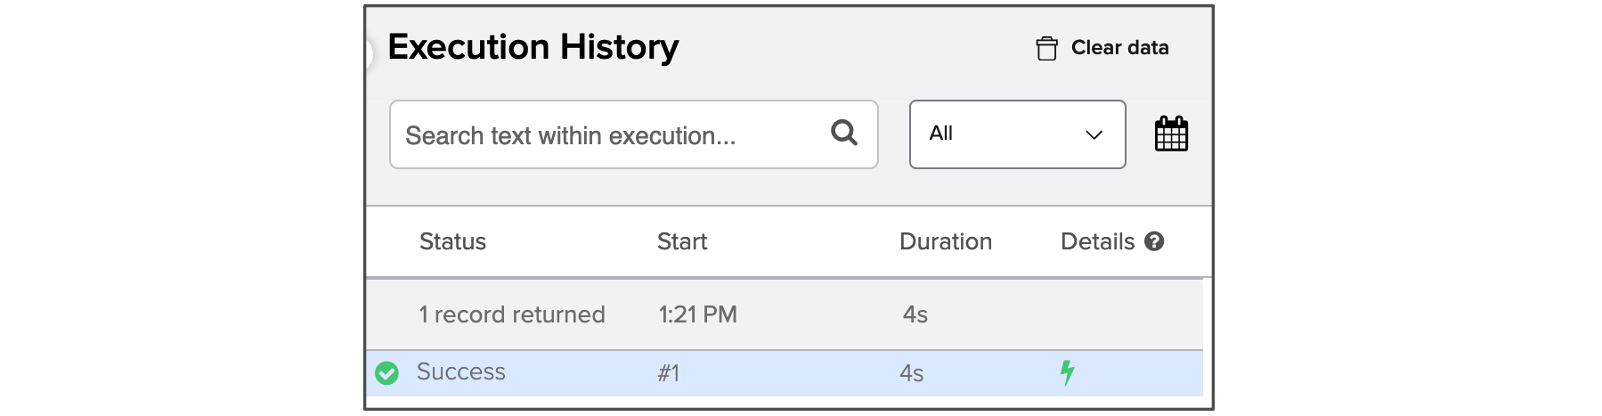 Execution History
Clear data
Search text within execution...
All
Status Start Duration Details
1 record returned 1:21 PM 4s
Success #1 4s